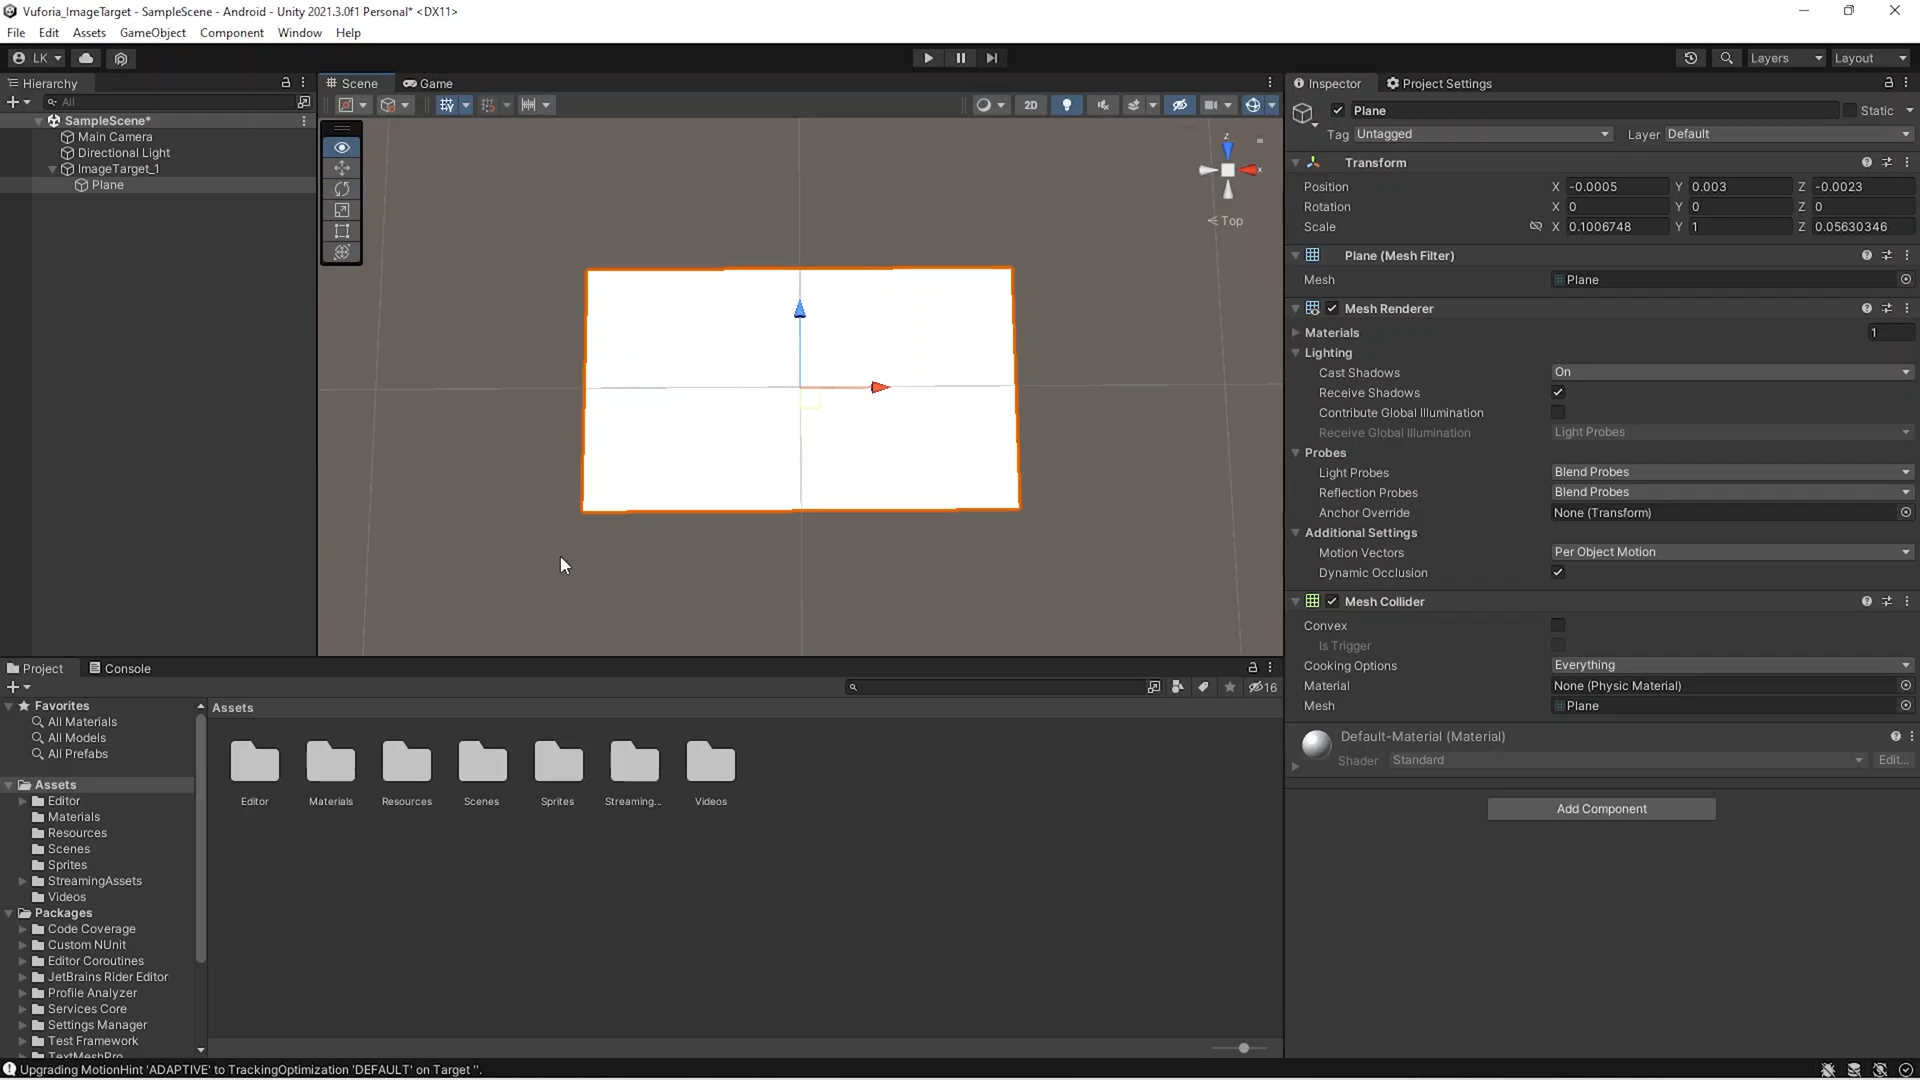 Vuforia_ImageTarget - SampleScene - Android - Unity 2021.3.0f1 Personal* <DX11>
File Edit Assets GameObject Component Window Help
LK Layers Layout
Hierarchy
All
SampleScene*
Main Camera
Directional Light
ImageTarget_1
Plane
Scene Game
2D
z
x
Top
Inspector Project Settings
Plane Static
Tag Untagged Layer Default
Transform
Position X -0.0005 Y 0.003 Z -0.0023
Rotation X 0 Y 0 Z 0
Scale X 0.1006748 Y 1 Z 0.05630346
Plane (Mesh Filter)
Mesh Plane
Mesh Renderer
Materials 1
Lighting
Cast Shadows On
Receive Shadows
Contribute Global Illumination
Receive Global Illumination Light Probes
Probes
Light Probes Blend Probes
Reflection Probes Blend Probes
Anchor Override None (Transform)
Additional Settings
Motion Vectors Per Object Motion
Dynamic Occlusion
Mesh Collider
Convex
Is Trigger
Cooking Options Everything
Material None (Physic Material)
Mesh Plane
Default-Material (Material)
Shader Standard Edit...
Add Component
Project Console
16
Favorites
All Materials
All Models
All Prefabs
Assets
Editor
Materials
Resources
Scenes
Sprites
StreamingAssets
Videos
Packages
Code Coverage
Custom NUnit
Editor Coroutines
JetBrains Rider Editor
Profile Analyzer
Services Core
Settings Manager
Test Framework
TextMeshPro
Assets
Editor Materials Resources Scenes Sprites Streaming... Videos
Upgrading MotionHint 'ADAPTIVE' to TrackingOptimization 'DEFAULT' on Target ''.